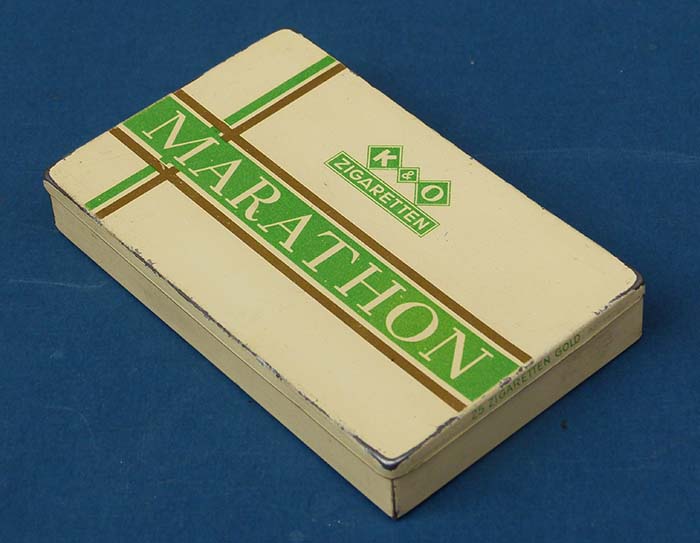 MARATHON
K & O
ZIGARETTEN
25 ZIGARETTEN GOLD